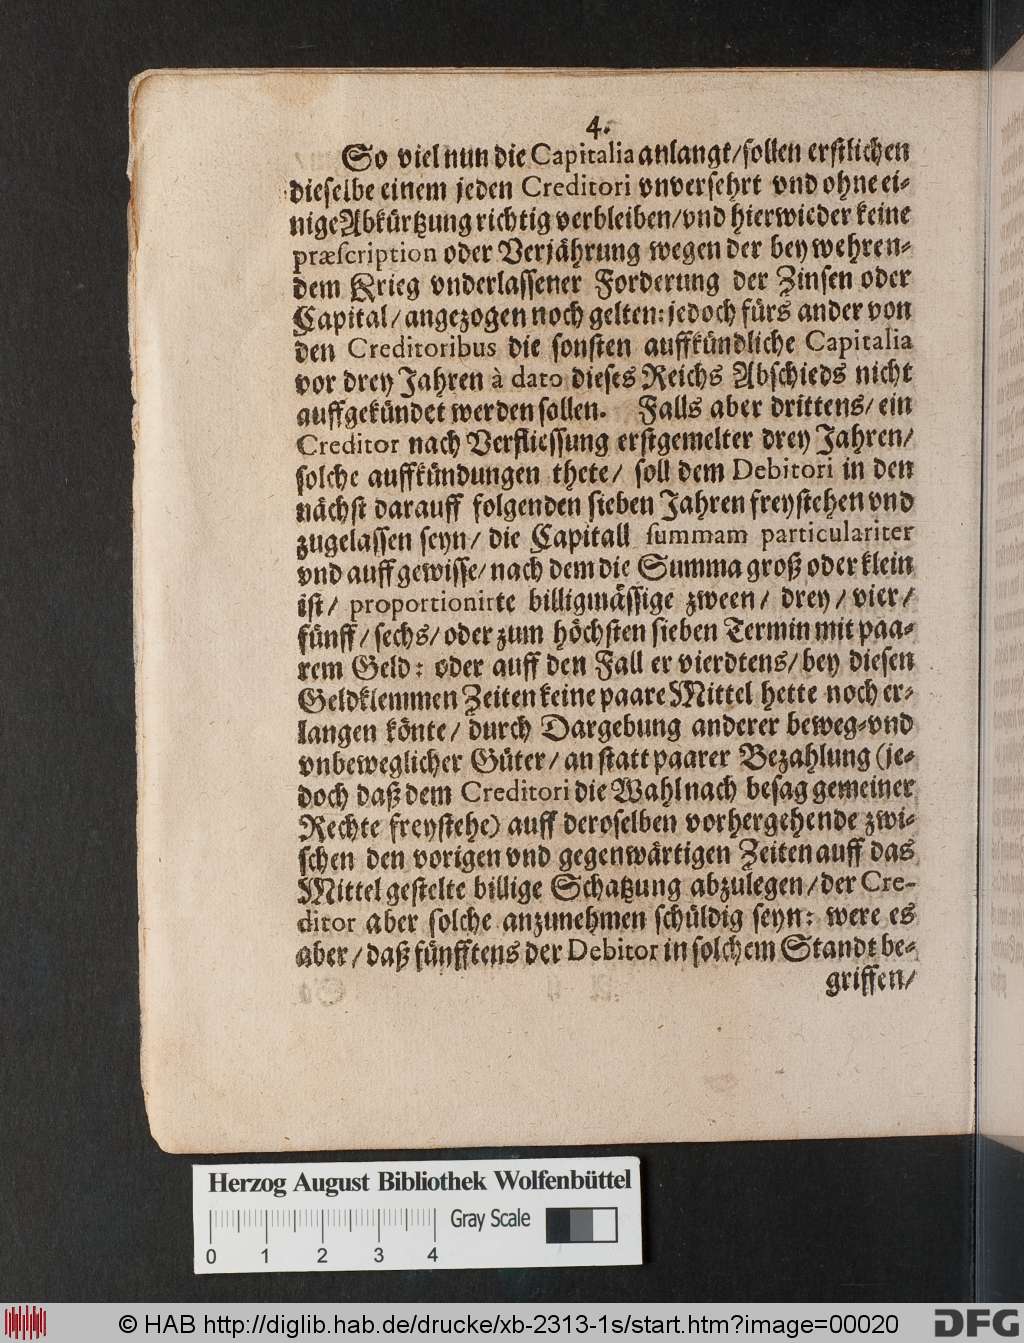 4.
So viel nun die Capitalia anlangt/sollen erstlichen
dieselbe einem jeden Creditori vnversehrt vnd ohne ei-
nige Abkürtzung richtig verbleiben/vnd hierwieder keine
præscription oder Verjährung wegen der bey wehren-
dem Krieg vnderlassener Forderung der Zinsen oder
Capital/angezogen noch gelten: jedoch fürs ander von
den Creditoribus die sonsten auffkündliche Capitalia
vor drey Jahren à dato dieses Reichs Abschieds nicht
auffgekündet werden sollen. Falls aber drittens/ein
Creditor nach Verfliessung erstgemelter drey Jahren/
solche auffkündungen thete/ soll dem Debitori in den
nächst darauff folgenden sieben Jahren freystehen vnd
zugelassen seyn/ die Capitall summam particulariter
vnd auff gewisse/nach dem die Summa groß oder klein
ist/ proportionirte billigmässige zween/ drey/ vier/
fünff/sechs/oder zum höchsten sieben Termin mit paa-
rem Geld: oder auff den Fall er vierdtens/bey diesen
Geldklemmen Zeiten keine paare Mittel hette noch er-
langen könte/ durch Dargebung anderer beweg-vnd
vnbeweglicher Güter/an statt paarer Bezahlung (je-
doch daß dem Creditori die Wahl nach besag gemeiner
Rechte freystehe) auff deroselben vorhergehende zwi-
schen den vorigen vnd gegenwärtigen Zeiten auff das
Mittel gestelte billige Schatzung abzulegen/der Cre-
ditor aber solche anzunehmen schüldig seyn: were es
aber/daß fünfftens der Debitor in solchem Standt be-
griffen/
Herzog August Bibliothek Wolfenbüttel
Gray Scale
0 1 2 3 4
© HAB http://diglib.hab.de/drucke/xb-2313-1s/start.htm?image=00020
DFG